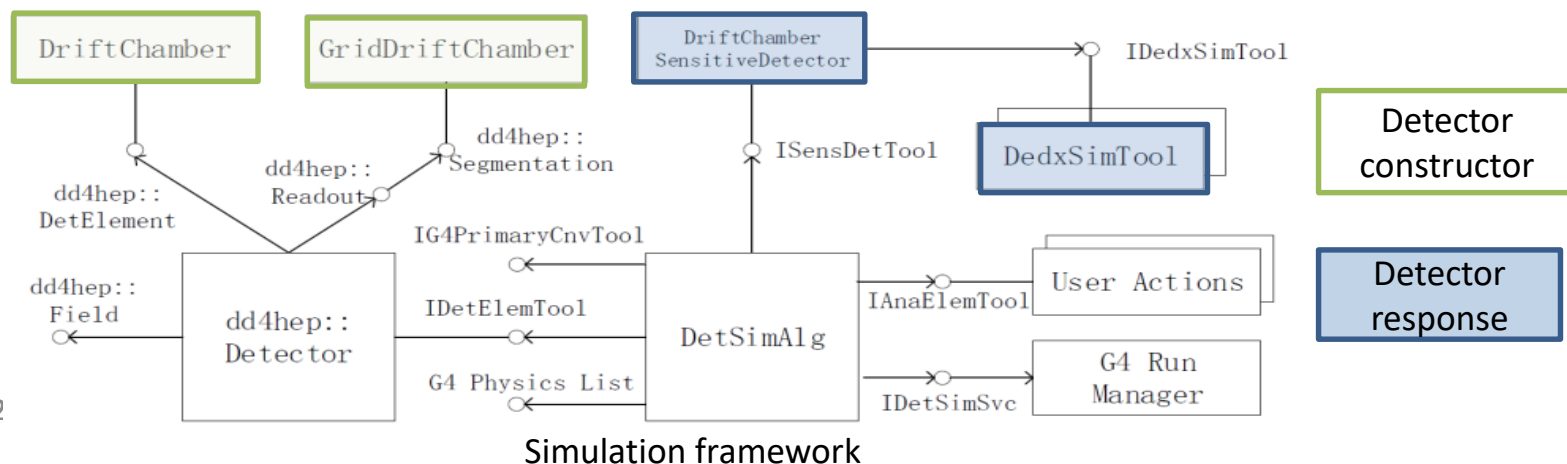 DriftChamber
GridDriftChamber
DriftChamber
SensitiveDetector
IDedxSimTool
dd4hep::
Segmentation
ISensDetTool
DedxSimTool
Detector
constructor
dd4hep::
Readout
dd4hep::
DetElement
IG4PrimaryCnvTool
dd4hep::
Field
dd4hep::
Detector
IDetElemTool
DetSimAlg
IAnaElemTool
User Actions
Detector
response
G4 Physics List
IDetSimSvc
G4 Run
Manager
Simulation framework